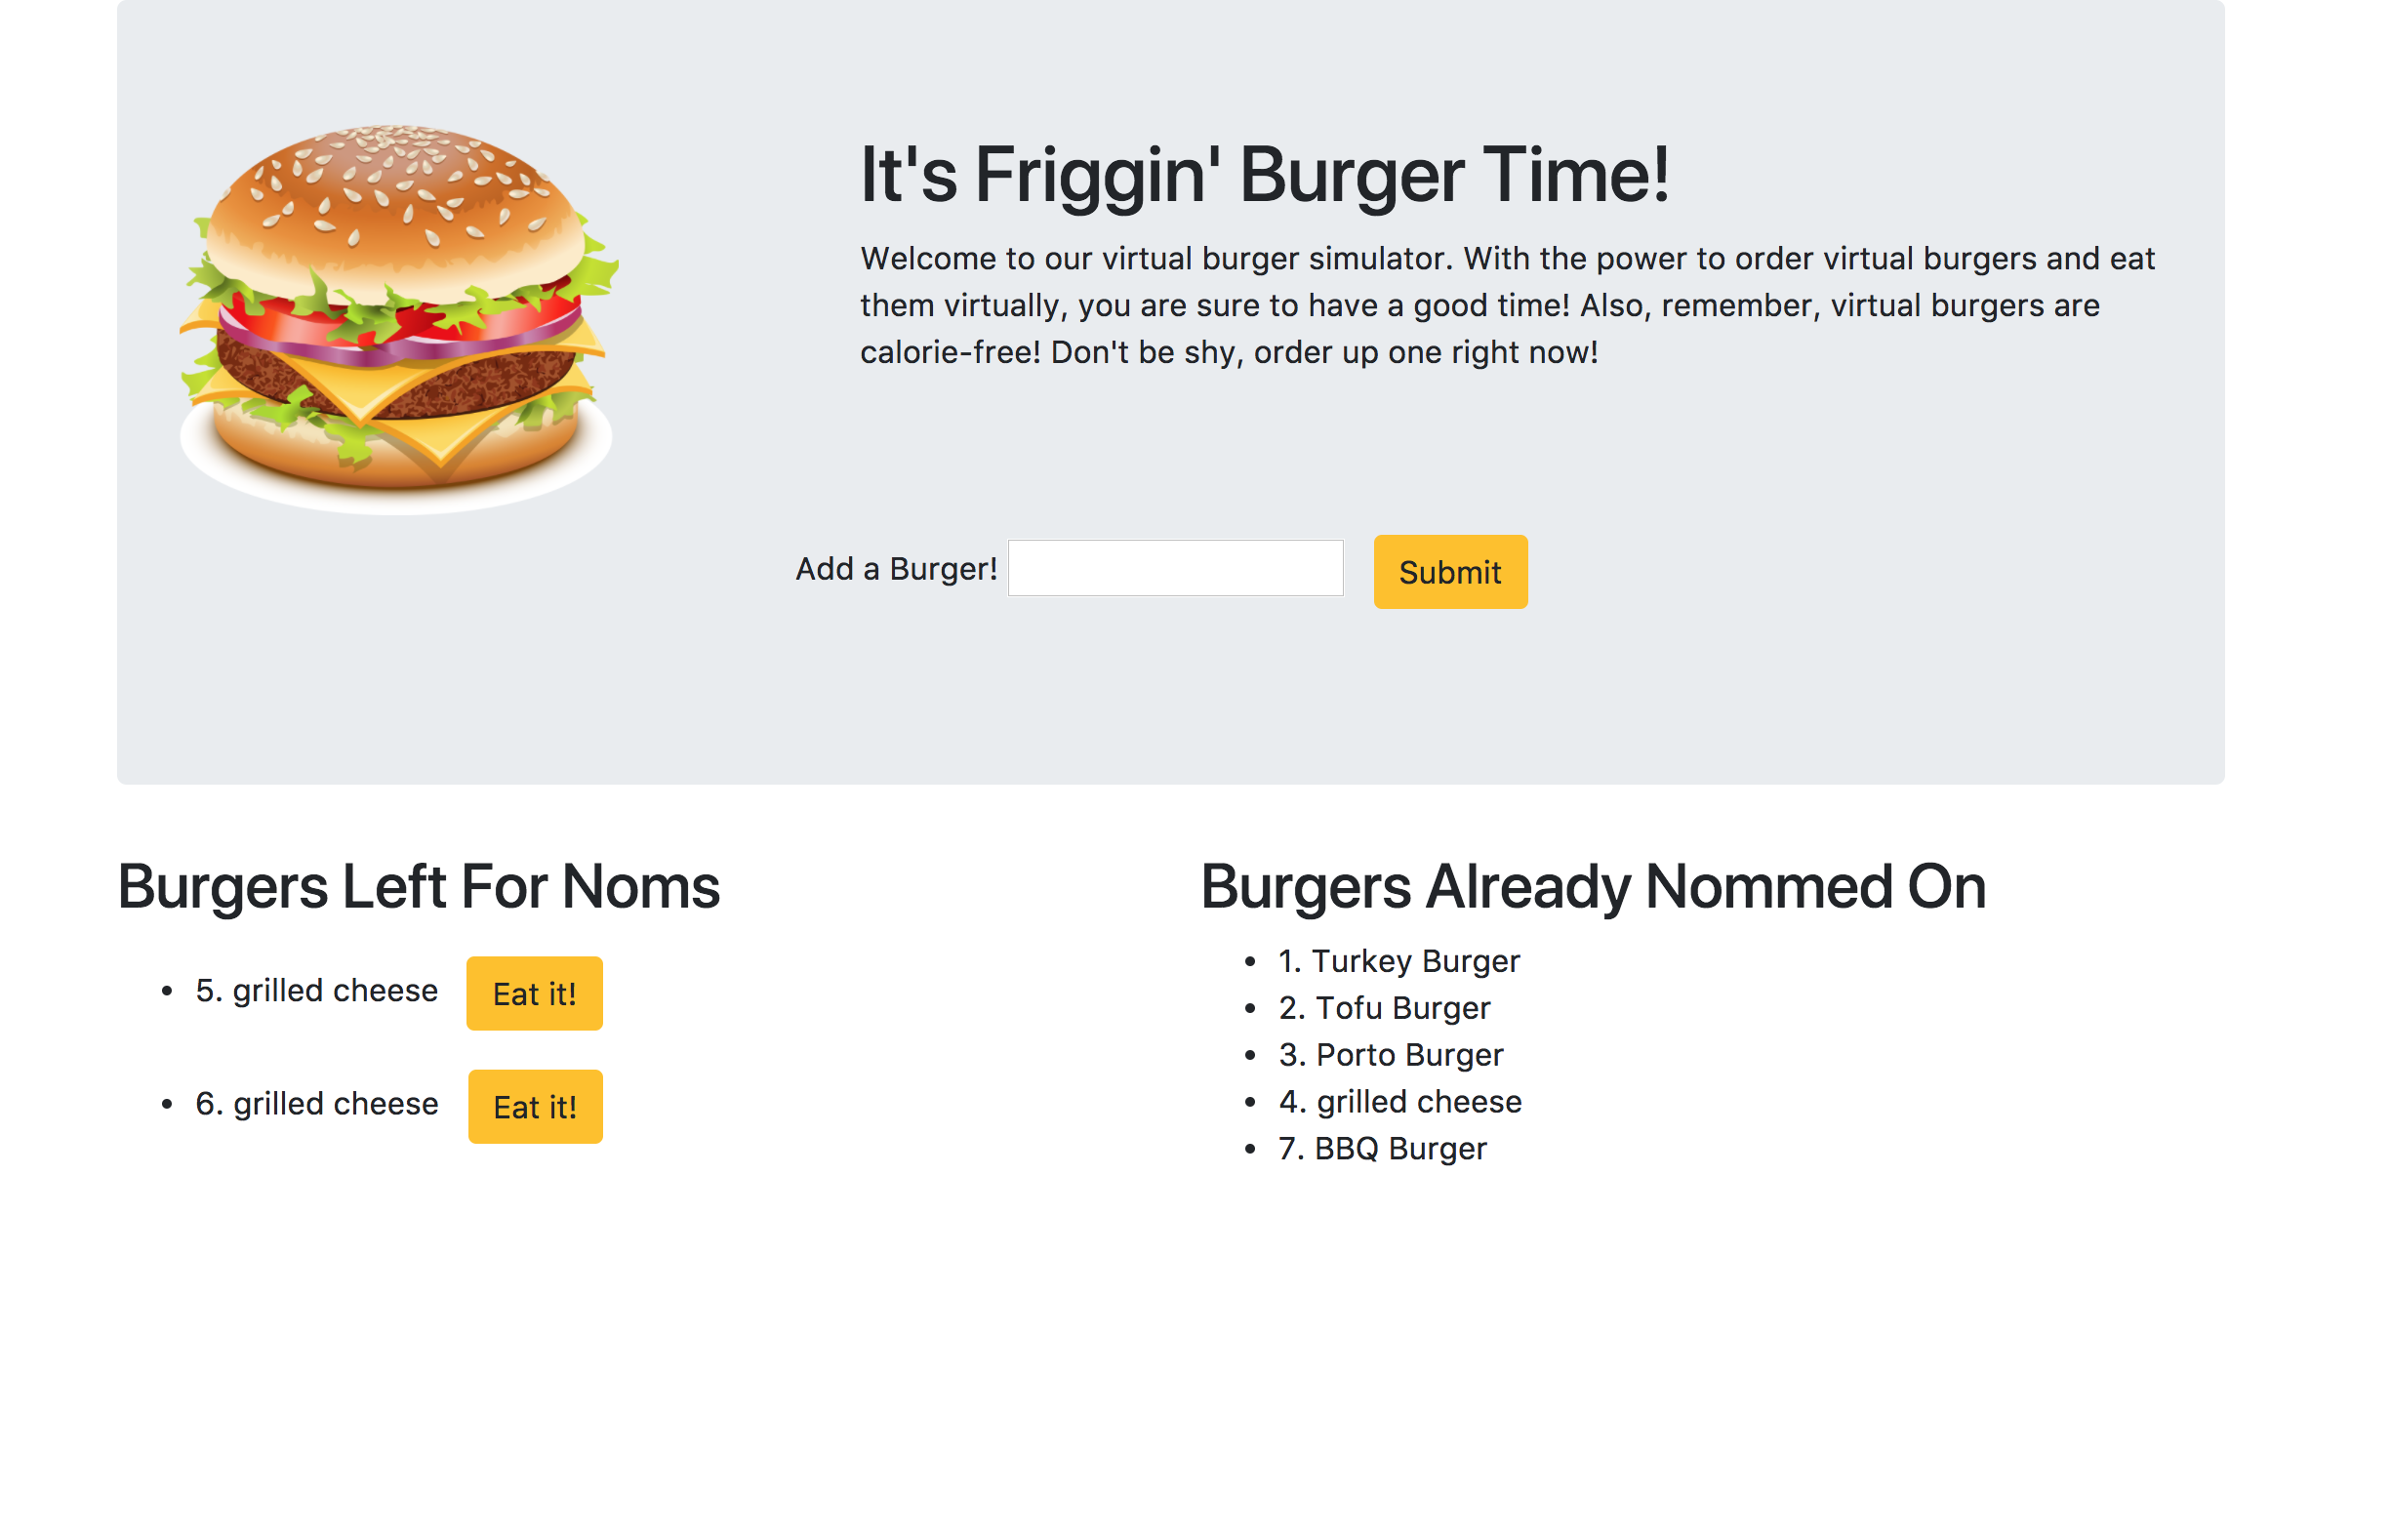 It's Friggin' Burger Time!
Welcome to our virtual burger simulator. With the power to order virtual burgers and eat
them virtually, you are sure to have a good time! Also, remember, virtual burgers are
calorie-free! Don't be shy, order up one right now!
Add a Burger! Submit
Burgers Left For Noms
• 5. grilled cheese Eat it!
• 6. grilled cheese Eat it!
Burgers Already Nommed On
• 1. Turkey Burger
• 2. Tofu Burger
• 3. Porto Burger
• 4. grilled cheese
• 7. BBQ Burger